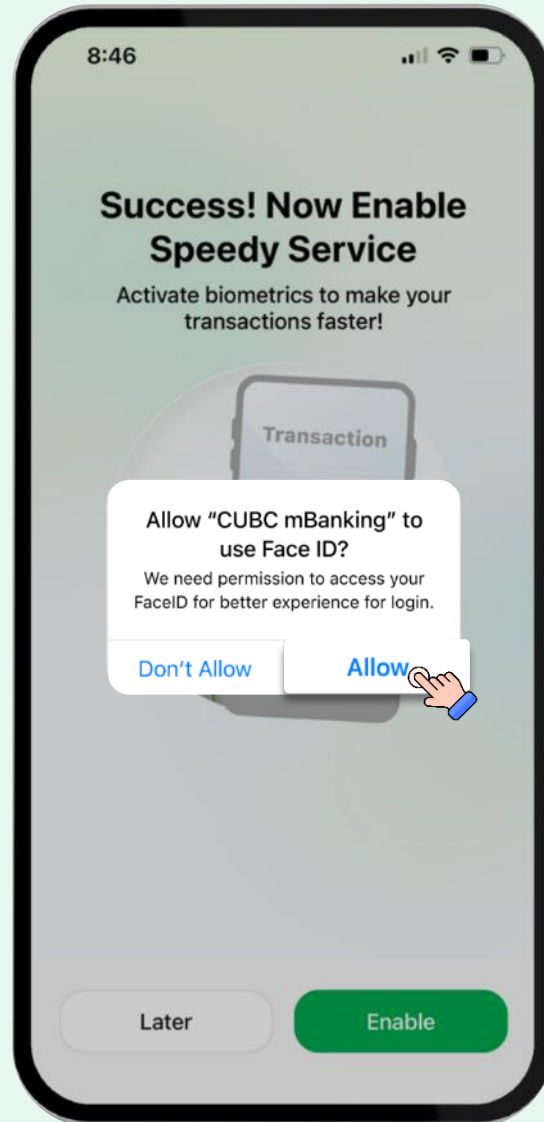 8:46
Success! Now Enable
Speedy Service
Activate biometrics to make your
transactions faster!
Transaction
Allow “CUBC mBanking” to
use Face ID?
We need permission to access your
FaceID for better experience for login.
Don't Allow
Allow
Later
Enable